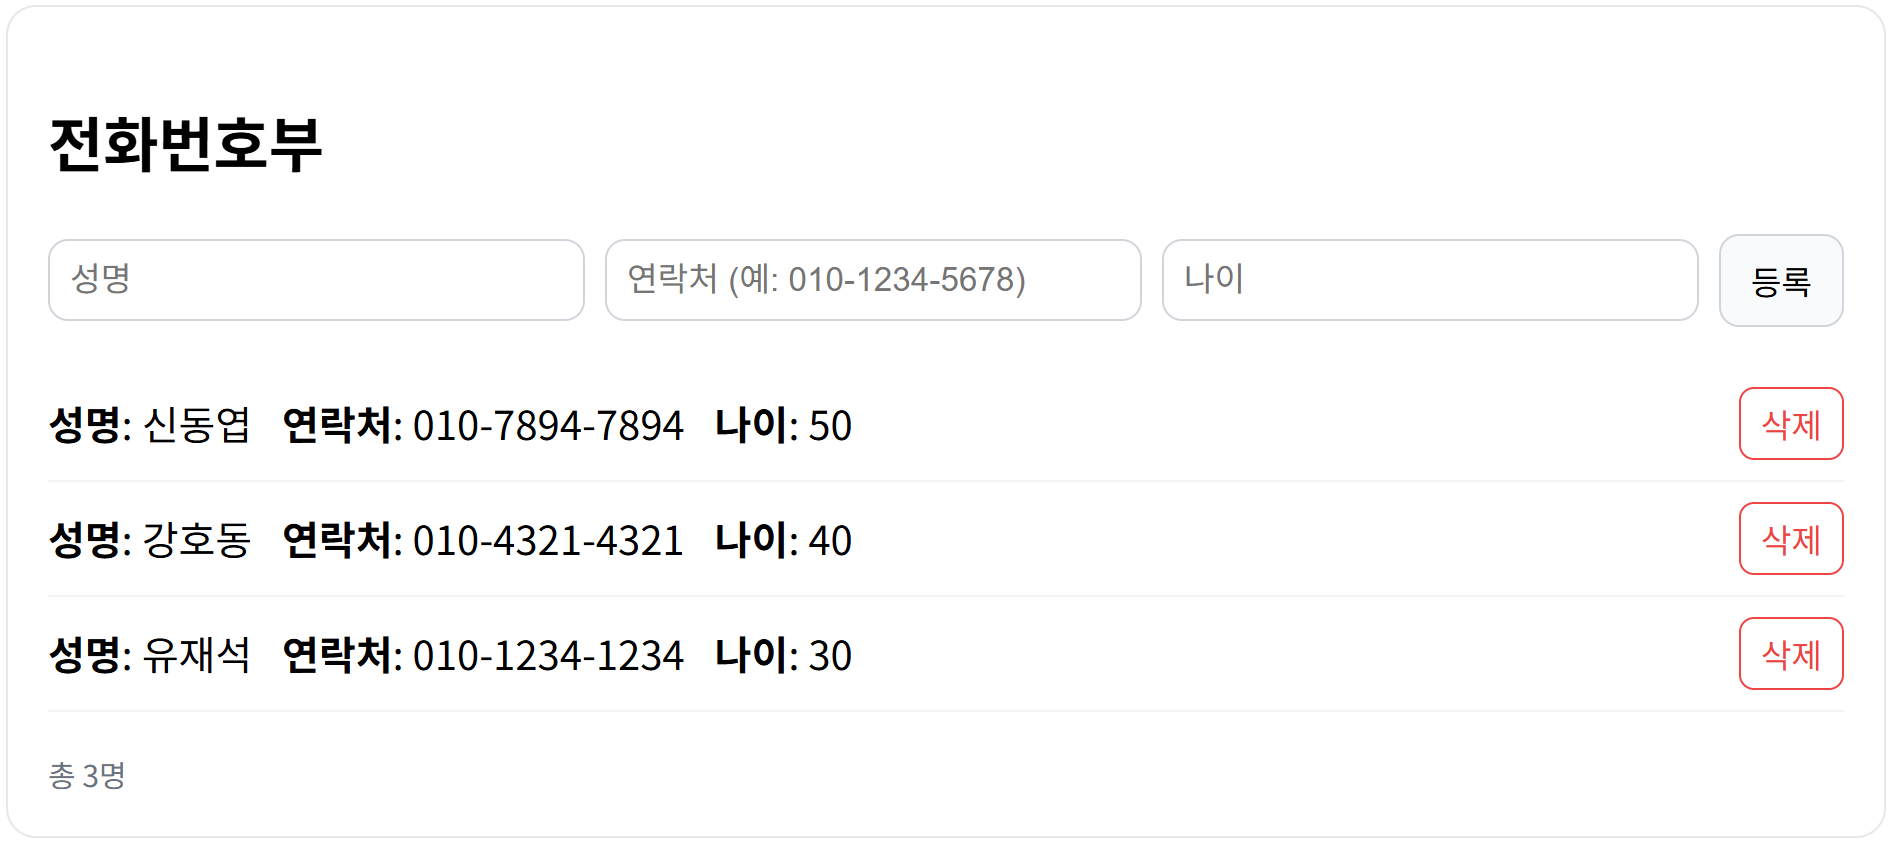 전화번호부
성명 연락처 (예: 010-1234-5678) 나이 등록
성명: 신동엽 연락처: 010-7894-7894 나이: 50 삭제
성명: 강호동 연락처: 010-4321-4321 나이: 40 삭제
성명: 유재석 연락처: 010-1234-1234 나이: 30 삭제
총 3명